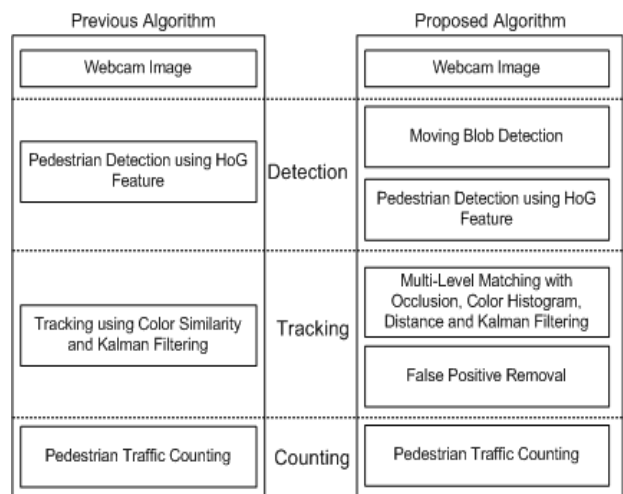 Previous Algorithm
Proposed Algorithm
Webcam Image
Webcam Image
Pedestrian Detection using HoG
Feature
Detection
Moving Blob Detection
Pedestrian Detection using HoG
Feature
Tracking using Color Similarity
and Kalman Filtering
Tracking
Multi-Level Matching with
Occlusion, Color Histogram,
Distance and Kalman Filtering
False Positive Removal
Pedestrian Traffic Counting
Counting
Pedestrian Traffic Counting